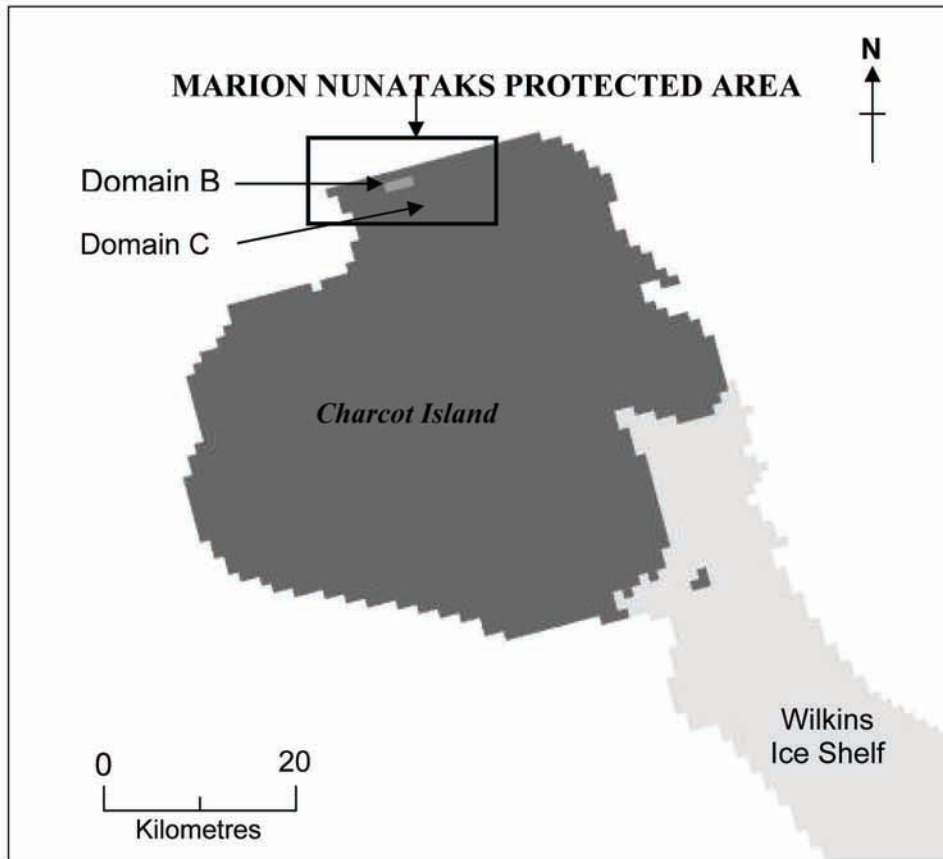 N
MARION NUNATAKS PROTECTED AREA
Domain B
Domain C
Charcot Island
Wilkins
Ice Shelf
0 20
Kilometres